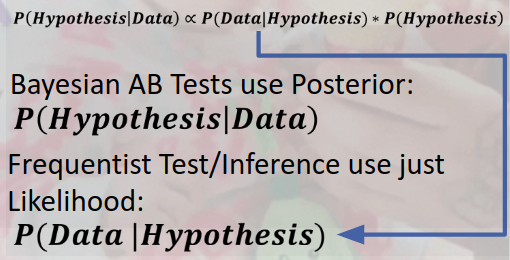 P(Hypothesis|Data) ∝ P(Data|Hypothesis) * P(Hypothesis)
Bayesian AB Tests use Posterior:
P(Hypothesis|Data)
Frequentist Test/Inference use just
Likelihood:
P(Data |Hypothesis)